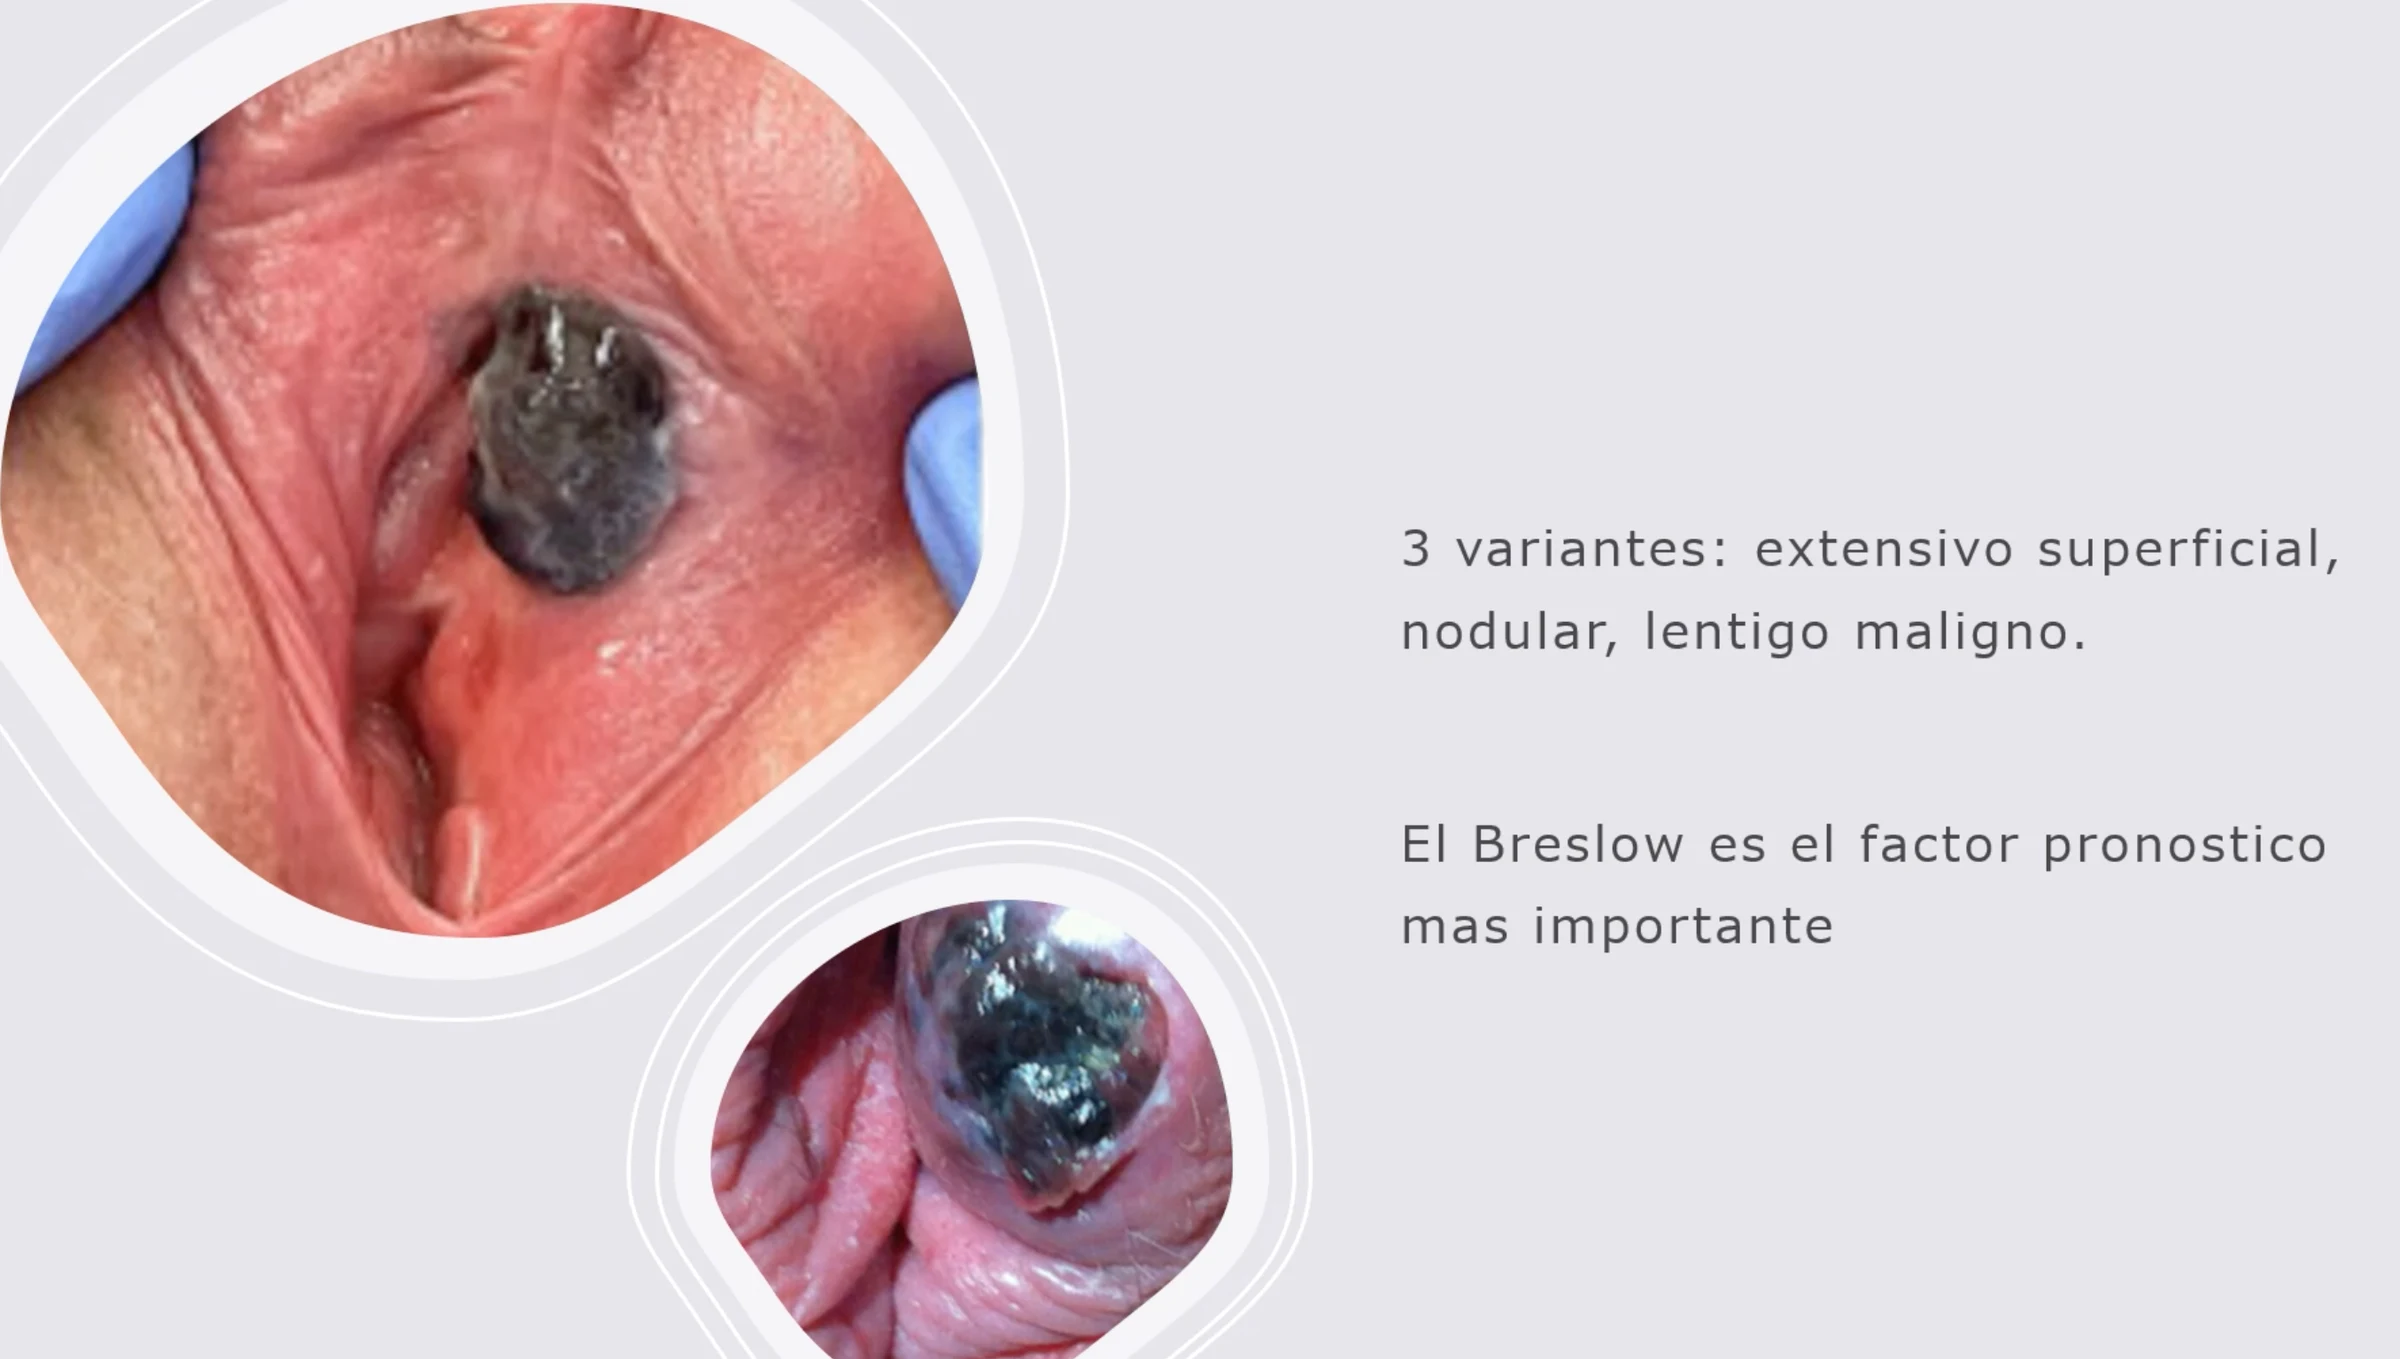 3 variantes: extensivo superficial,
nodular, lentigo maligno.
El Breslow es el factor pronostico
mas importante